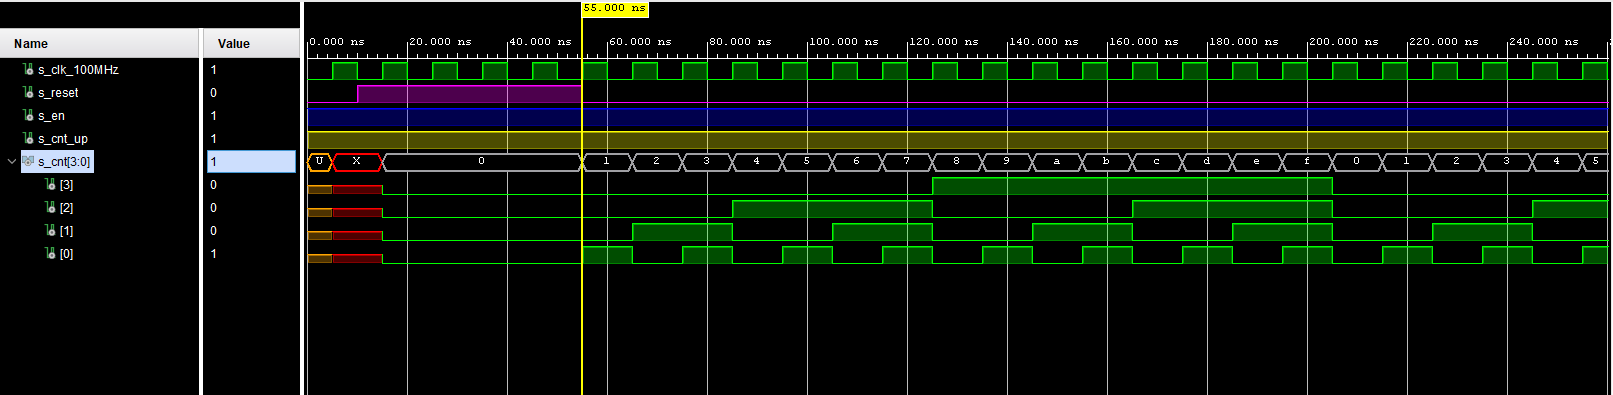 55.000 ns
Name Value 0.000 ns 20.000 ns 40.000 ns 60.000 ns 80.000 ns 100.000 ns 120.000 ns 140.000 ns 160.000 ns 180.000 ns 200.000 ns 220.000 ns 240.000 ns
s_clk_100MHz 1
s_reset 0
s_en 1
s_cnt_up 1
s_cnt[3:0] 1 U X 0 1 2 3 4 5 6 7 8 9 a b c d e f 0 1 2 3 4 5
[3] 0
[2] 0
[1] 0
[0] 1